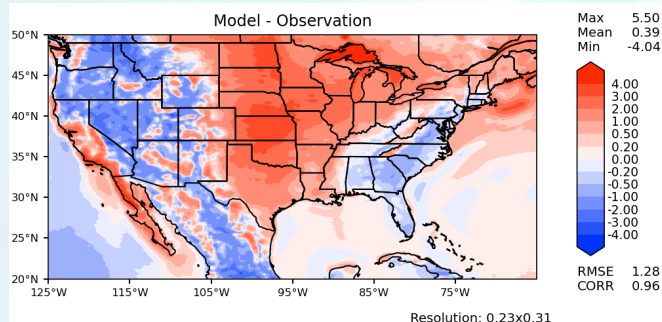 Model - Observation
Max 5.50
Mean 0.39
Min -4.04
50°N
45°N
40°N
35°N
30°N
25°N
20°N
125°W 115°W 105°W 95°W 85°W 75°W
4.00
3.00
2.00
1.00
0.50
0.20
0.00
-0.20
-0.50
-1.00
-2.00
-3.00
-4.00
RMSE 1.28
CORR 0.96
Resolution: 0.23x0.31